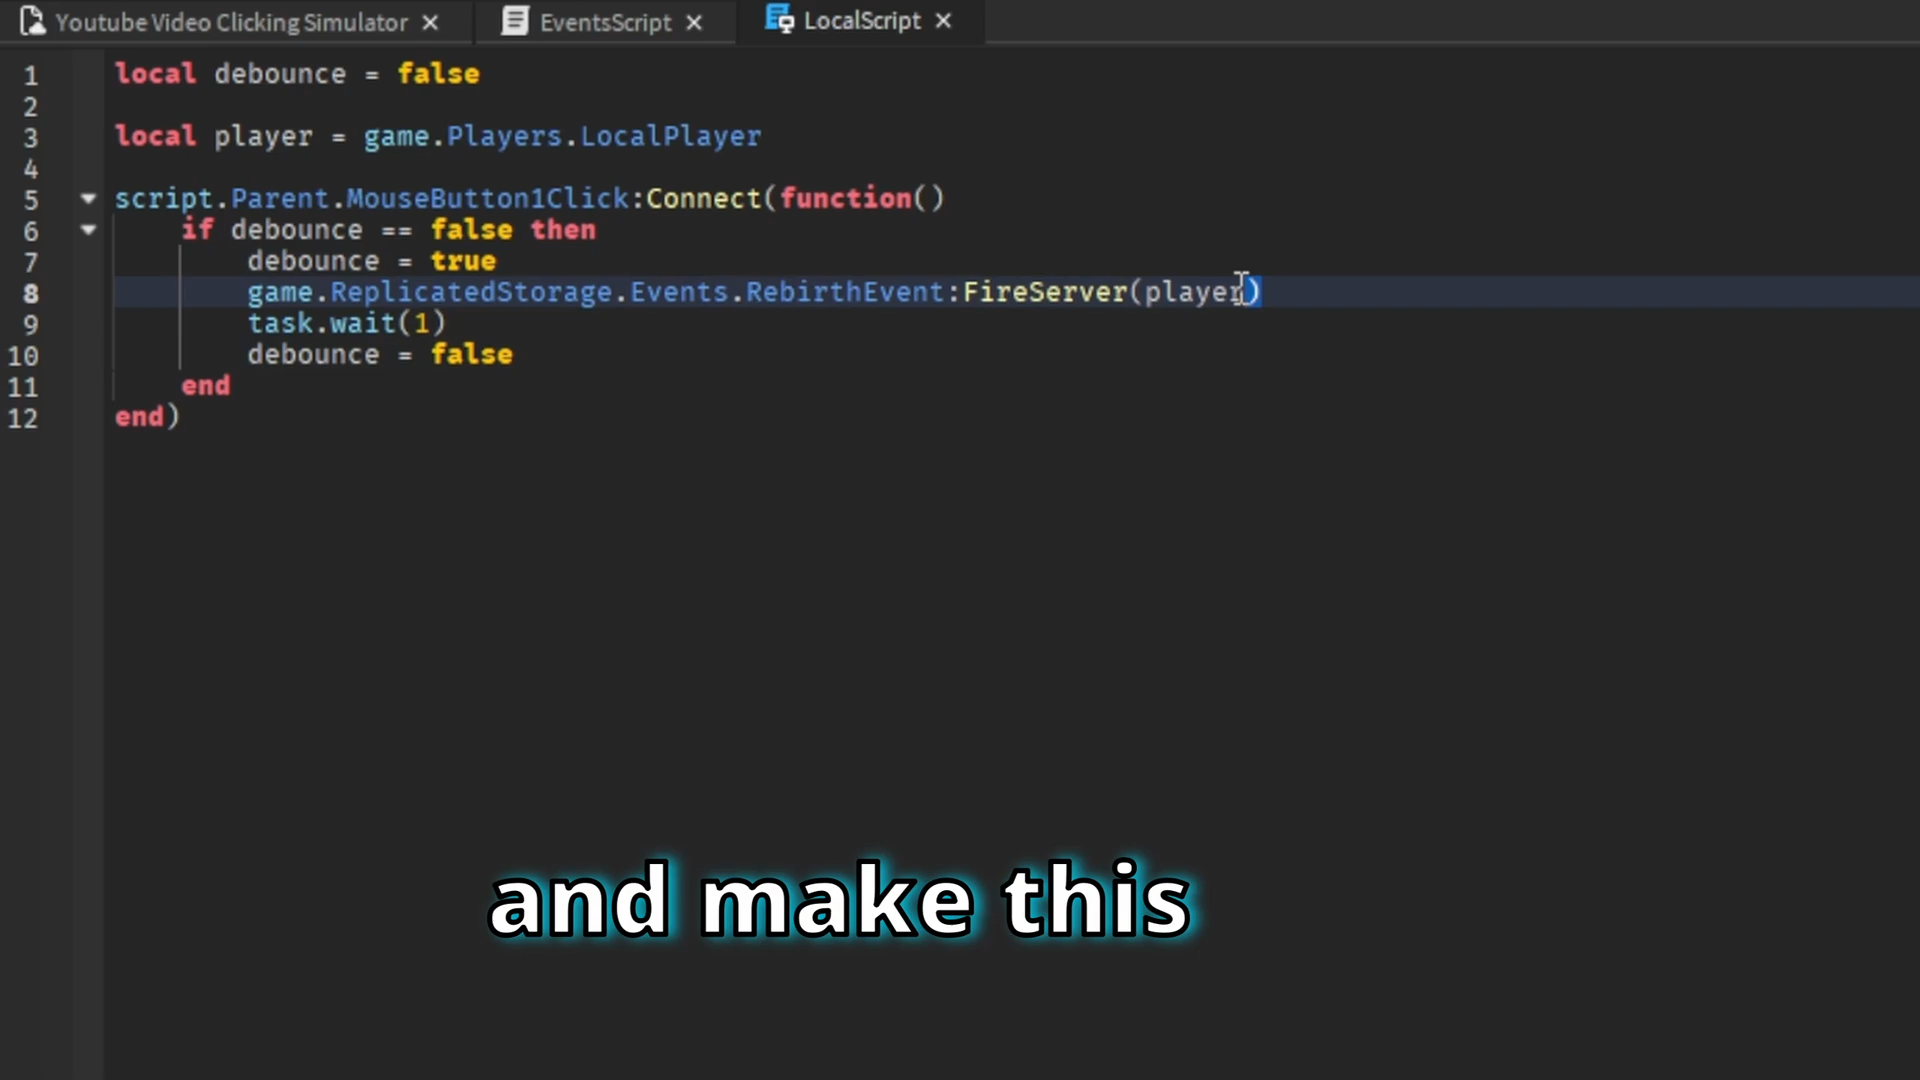 Youtube Video Clicking Simulator
EventsScript
LocalScript
1 local debounce = false
2
3 local player = game.Players.LocalPlayer
4
5 script.Parent.MouseButton1Click:Connect(function()
6 if debounce == false then
7 debounce = true
8 game.ReplicatedStorage.Events.RebirthEvent:FireServer(player)
9 task.wait(1)
10 debounce = false
11 end
12 end)
and make this